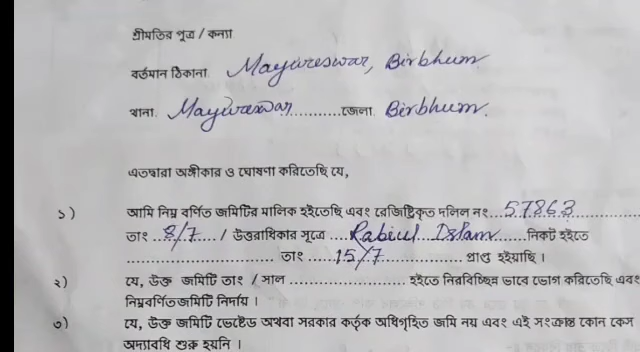 শ্রীমতির পুত্র / কন্যা
বর্তমান ঠিকানা Mayureswar, Birbhum
থানা. Mayureswar...........জেলা. Birbhum.
এতদ্বারা অঙ্গীকার ও ঘোষণা করিতেছি যে,
১) আমি নিম্ন বর্ণিত জমিটির মালিক হইতেছি এবং রেজিষ্ট্রিকৃত দলিল নং...57863
তাং ..8/7.... / উত্তরাধিকার সূত্রে ....Rabiul Islam......নিকট হইতে
.............................. তাং .....15/7............ প্রাপ্ত হইয়াছি ।
২) যে, উক্ত জমিটি তাং / সাল ........................ হইতে নিরবিচ্ছিন্ন ভাবে ভোগ করিতেছি এবং
নিম্নবর্ণিতজমিটি নির্দায় ।
৩) যে, উক্ত জমিটি ভেষ্টেড অথবা সরকার কর্তৃক অধিগৃহিত জমি নয় এবং এই সংক্রান্ত কোন কেস
অদ্যাবধি শুরু হয়নি ।